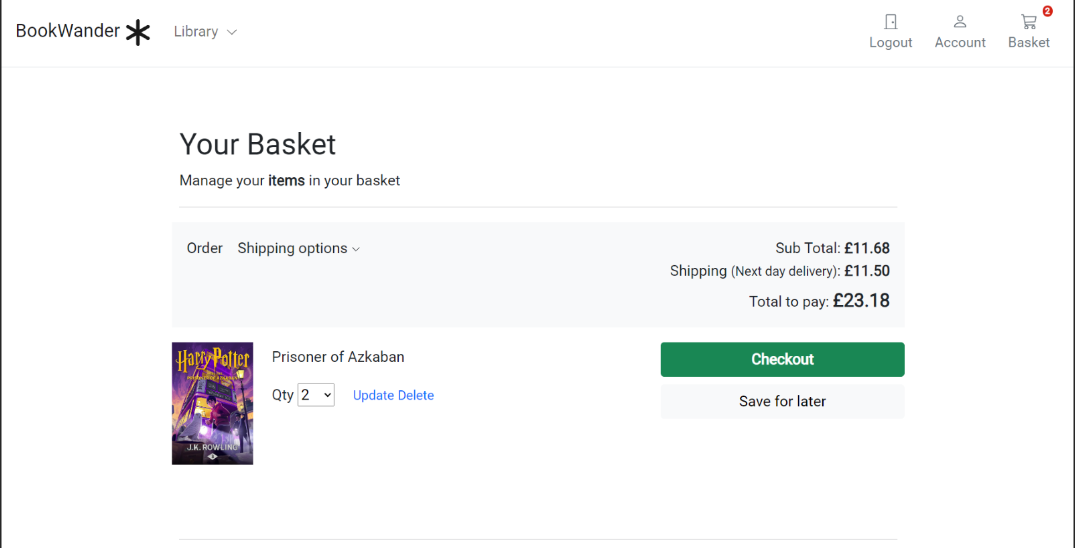 BookWander
Library
Logout
Account
2
Basket
Your Basket
Manage your items in your basket
Order
Shipping options
Sub Total: £11.68
Shipping (Next day delivery): £11.50
Total to pay: £23.18
Harry Potter
J.K. ROWLING
Prisoner of Azkaban
Qty 2 Update Delete
Checkout
Save for later